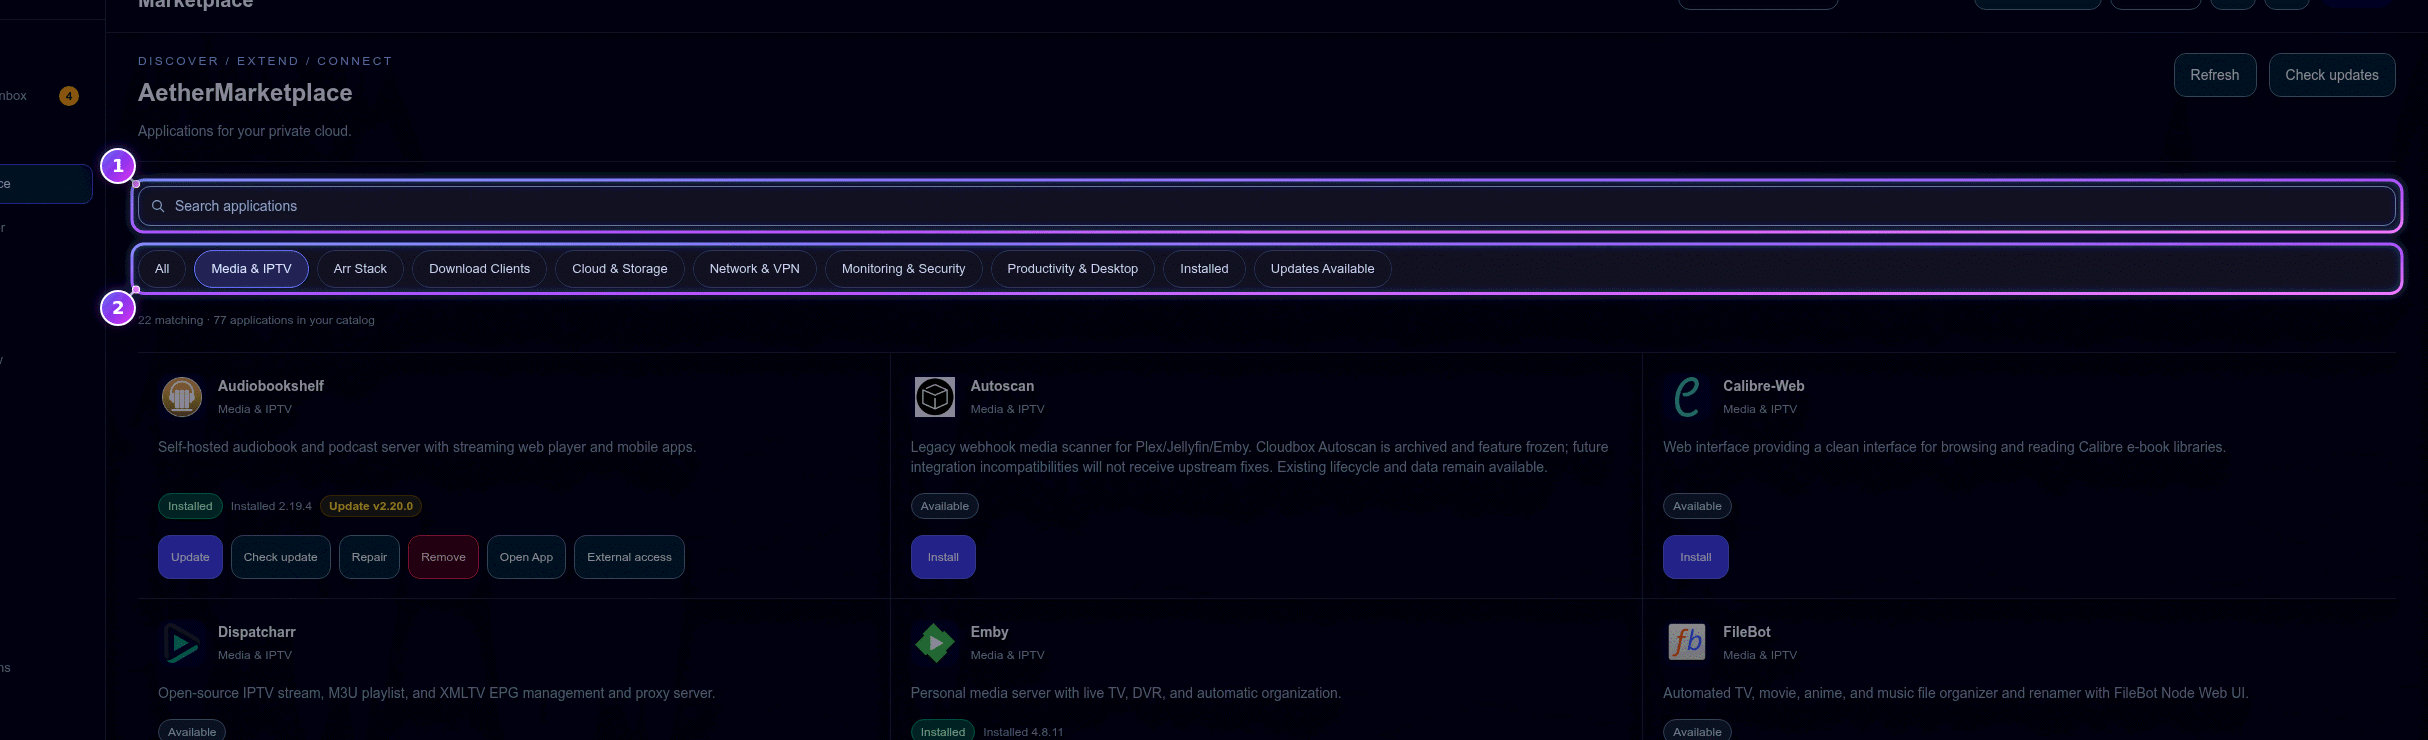 Marketplace
DISCOVER / EXTEND / CONNECT
AetherMarketplace
Applications for your private cloud.
Refresh
Check updates
nbox
4
ce
r
y
ns
1
Search applications
All
Media & IPTV
Arr Stack
Download Clients
Cloud & Storage
Network & VPN
Monitoring & Security
Productivity & Desktop
Installed
Updates Available
2
22 matching · 77 applications in your catalog
Audiobookshelf
Media & IPTV
Self-hosted audiobook and podcast server with streaming web player and mobile apps.
Installed
Installed 2.19.4
Update v2.20.0
Update
Check update
Repair
Remove
Open App
External access
Autoscan
Media & IPTV
Legacy webhook media scanner for Plex/Jellyfin/Emby. Cloudbox Autoscan is archived and feature frozen; future
integration incompatibilities will not receive upstream fixes. Existing lifecycle and data remain available.
Available
Install
Calibre-Web
Media & IPTV
Web interface providing a clean interface for browsing and reading Calibre e-book libraries.
Available
Install
Dispatcharr
Media & IPTV
Open-source IPTV stream, M3U playlist, and XMLTV EPG management and proxy server.
Available
Emby
Media & IPTV
Personal media server with live TV, DVR, and automatic organization.
Installed
Installed 4.8.11
fb
FileBot
Media & IPTV
Automated TV, movie, anime, and music file organizer and renamer with FileBot Node Web UI.
Available